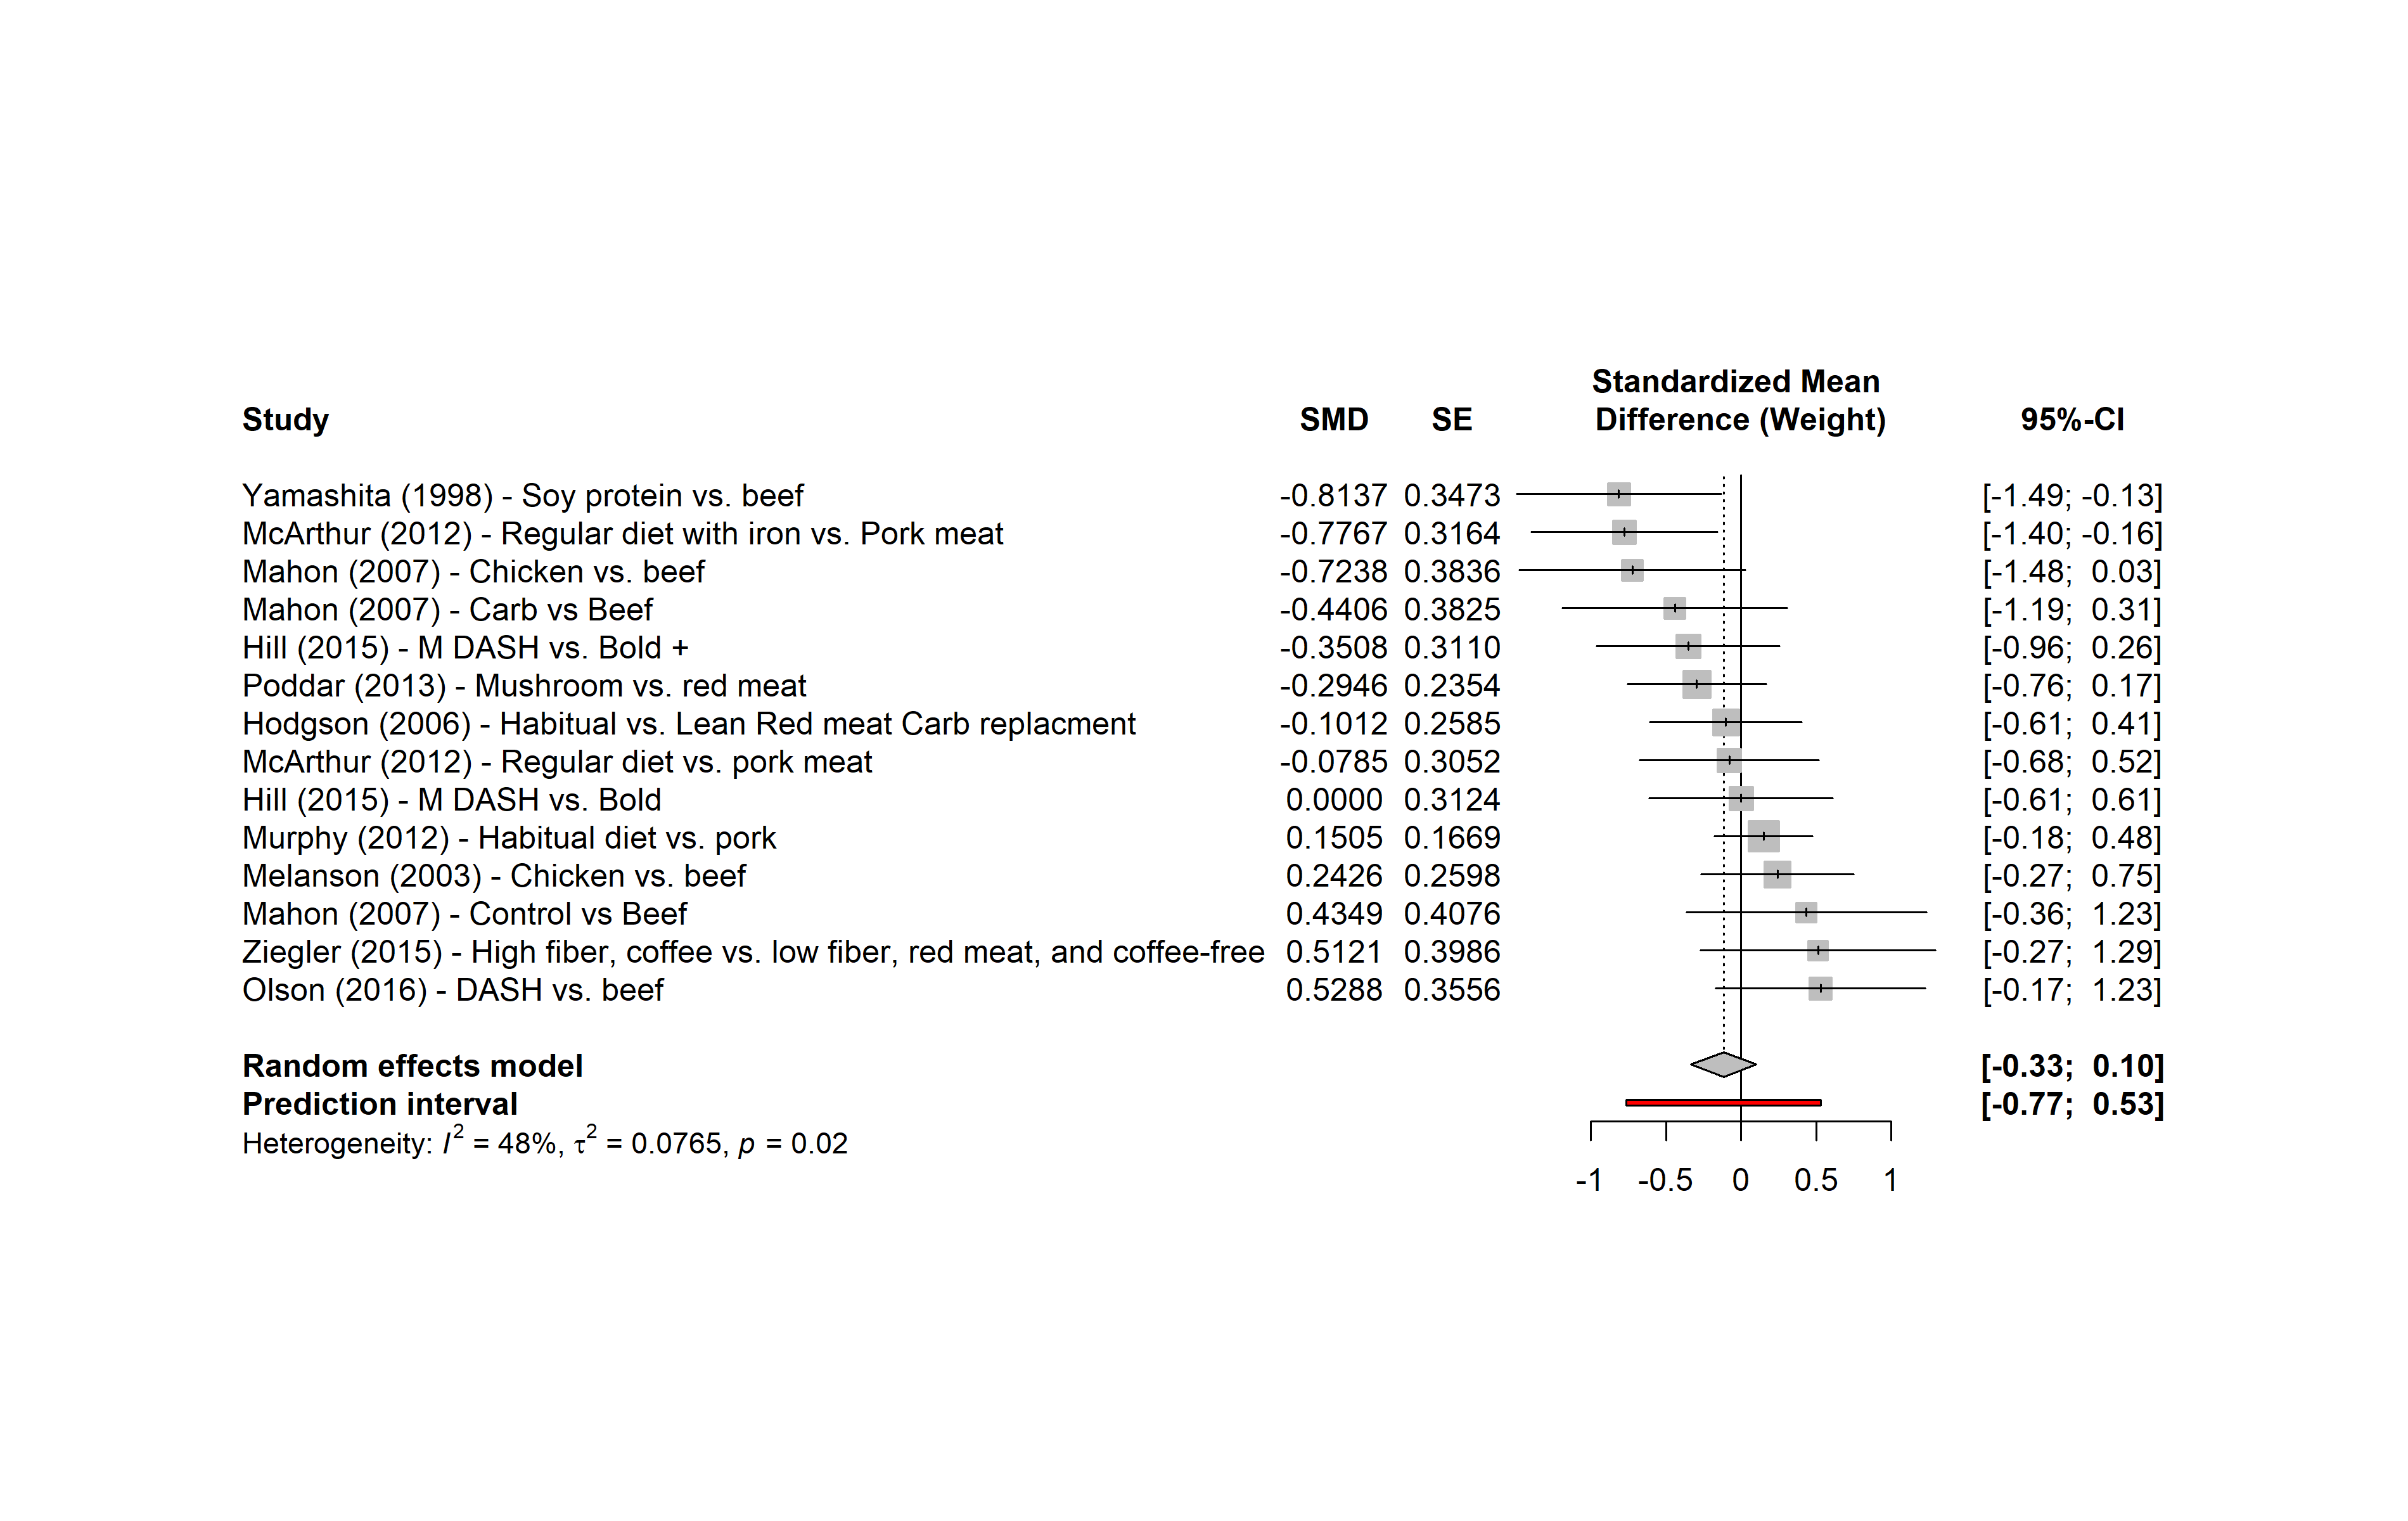 Standardized Mean
Study SMD SE Difference (Weight) 95%-CI
Yamashita (1998) - Soy protein vs. beef -0.8137 0.3473 [-1.49; -0.13]
McArthur (2012) - Regular diet with iron vs. Pork meat -0.7767 0.3164 [-1.40; -0.16]
Mahon (2007) - Chicken vs. beef -0.7238 0.3836 [-1.48; 0.03]
Mahon (2007) - Carb vs Beef -0.4406 0.3825 [-1.19; 0.31]
Hill (2015) - M DASH vs. Bold + -0.3508 0.3110 [-0.96; 0.26]
Poddar (2013) - Mushroom vs. red meat -0.2946 0.2354 [-0.76; 0.17]
Hodgson (2006) - Habitual vs. Lean Red meat Carb replacment -0.1012 0.2585 [-0.61; 0.41]
McArthur (2012) - Regular diet vs. pork meat -0.0785 0.3052 [-0.68; 0.52]
Hill (2015) - M DASH vs. Bold 0.0000 0.3124 [-0.61; 0.61]
Murphy (2012) - Habitual diet vs. pork 0.1505 0.1669 [-0.18; 0.48]
Melanson (2003) - Chicken vs. beef 0.2426 0.2598 [-0.27; 0.75]
Mahon (2007) - Control vs Beef 0.4349 0.4076 [-0.36; 1.23]
Ziegler (2015) - High fiber, coffee vs. low fiber, red meat, and coffee-free 0.5121 0.3986 [-0.27; 1.29]
Olson (2016) - DASH vs. beef 0.5288 0.3556 [-0.17; 1.23]
Random effects model [-0.33; 0.10]
Prediction interval [-0.77; 0.53]
Heterogeneity: I² = 48%, τ² = 0.0765, p = 0.02
-1 -0.5 0 0.5 1